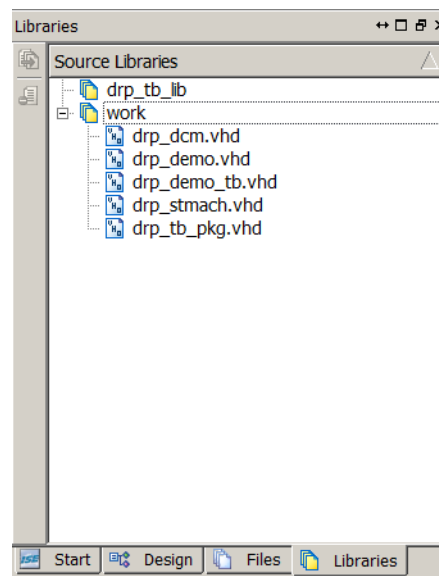 Libraries
Source Libraries
drp_tb_lib
work
drp_dcm.vhd
drp_demo.vhd
drp_demo_tb.vhd
drp_stmach.vhd
drp_tb_pkg.vhd
ISE Start Design Files Libraries